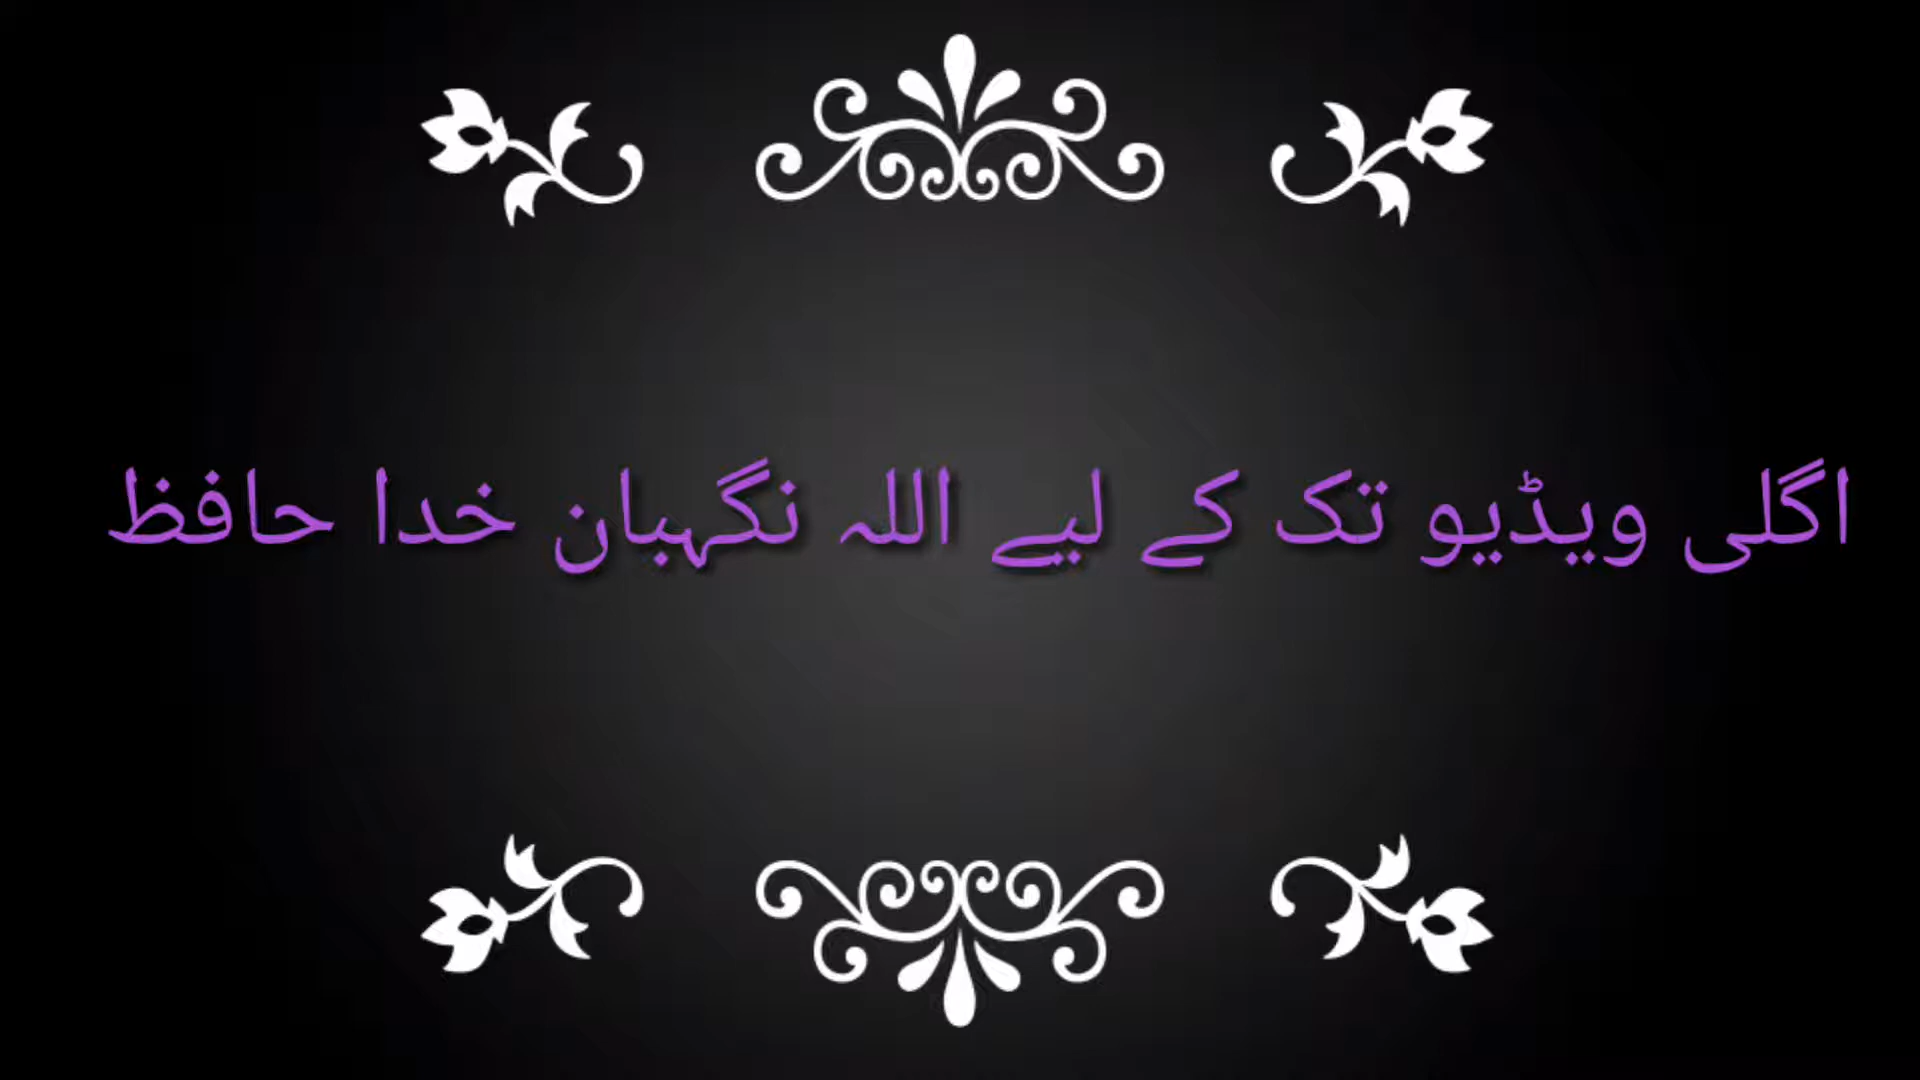 اگلی ویڈیو تک کے لیے اللہ نگہبان خدا حافظ